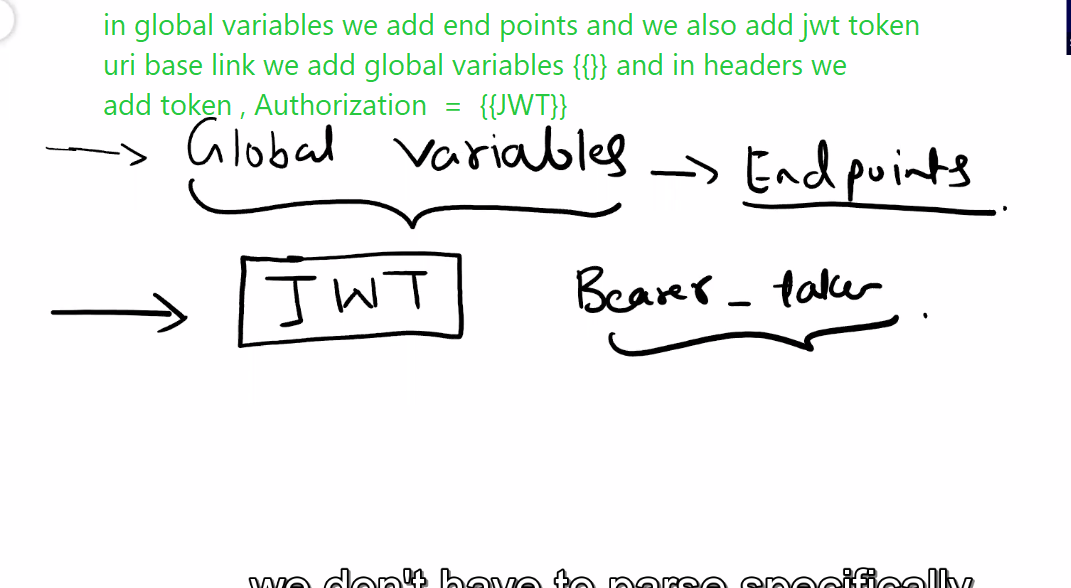 in global variables we add end points and we also add jwt token
uri base link we add global variables {{}} and in headers we
add token , Authorization = {{JWT}}
Global variables → Endpoints.
JWT Bearer_token.
we don't have to parse specifically